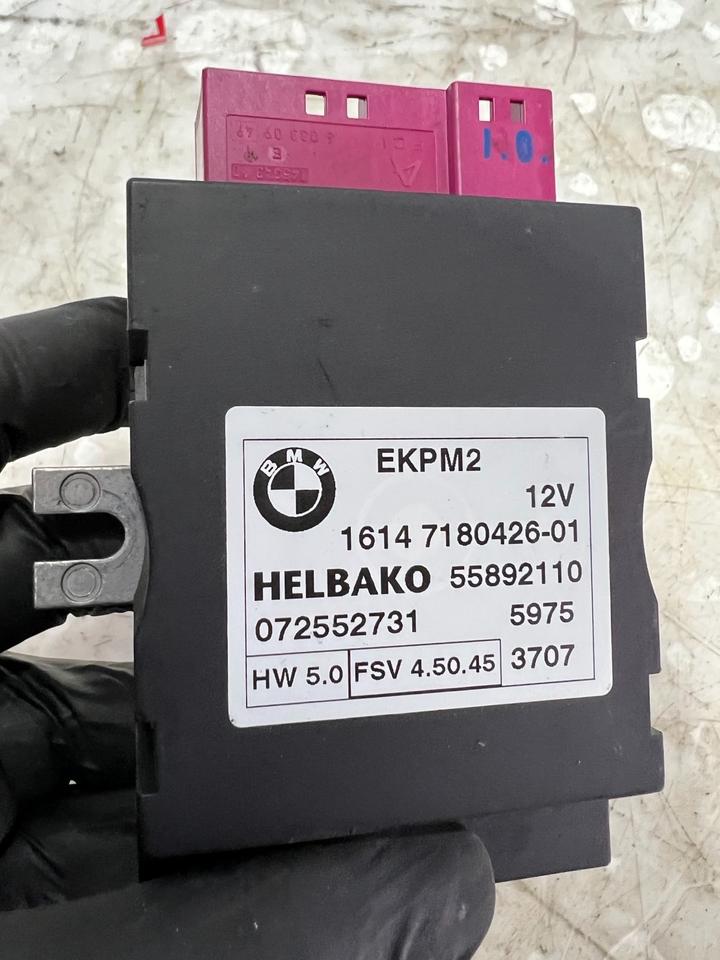 I.O.
BMW
EKPM2
12V
1614 7180426-01
HELBAKO 55892110
072552731 5975
HW 5.0 FSV 4.50.45 3707